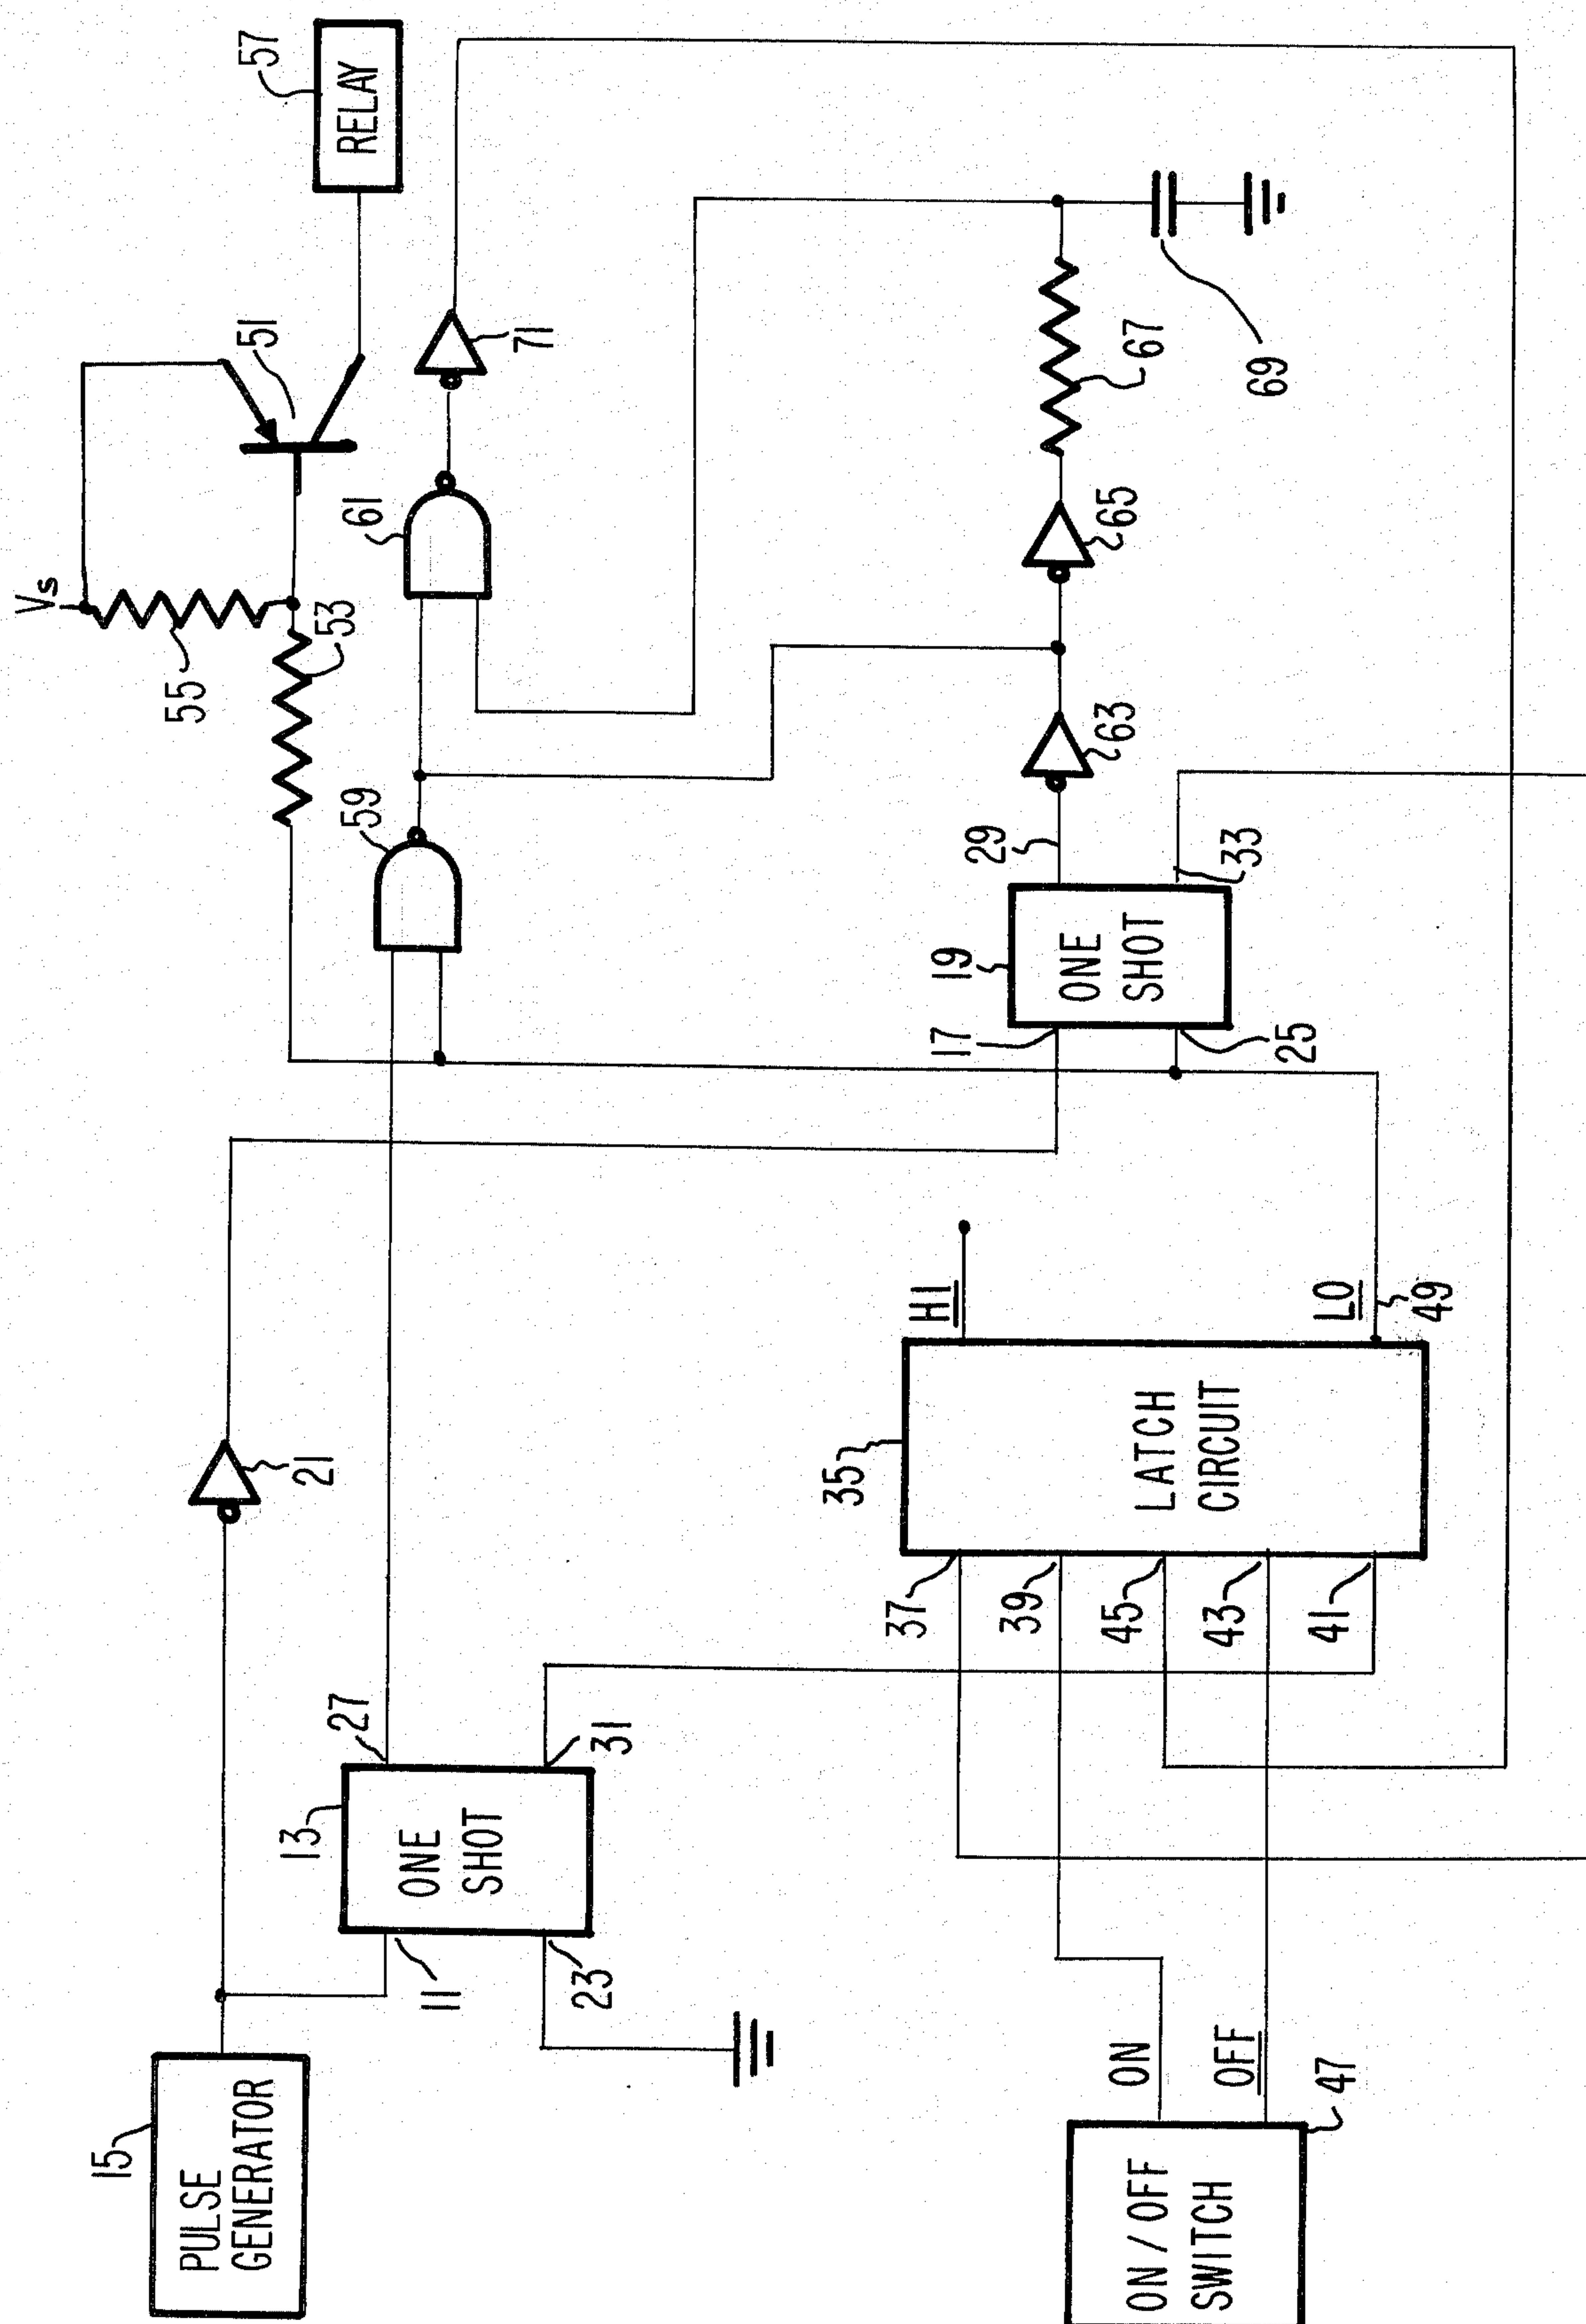 15
PULSE
GENERATOR
21
Vs
55
53
51
57
RELAY
13
ONE
SHOT
11
23
27
31
59
61
71
ON / OFF
SWITCH
47
ON
OFF
37
39
45
43
41
35
LATCH
CIRCUIT
HI
LO
49
17
25
19
ONE
SHOT
29
33
63
65
67
69